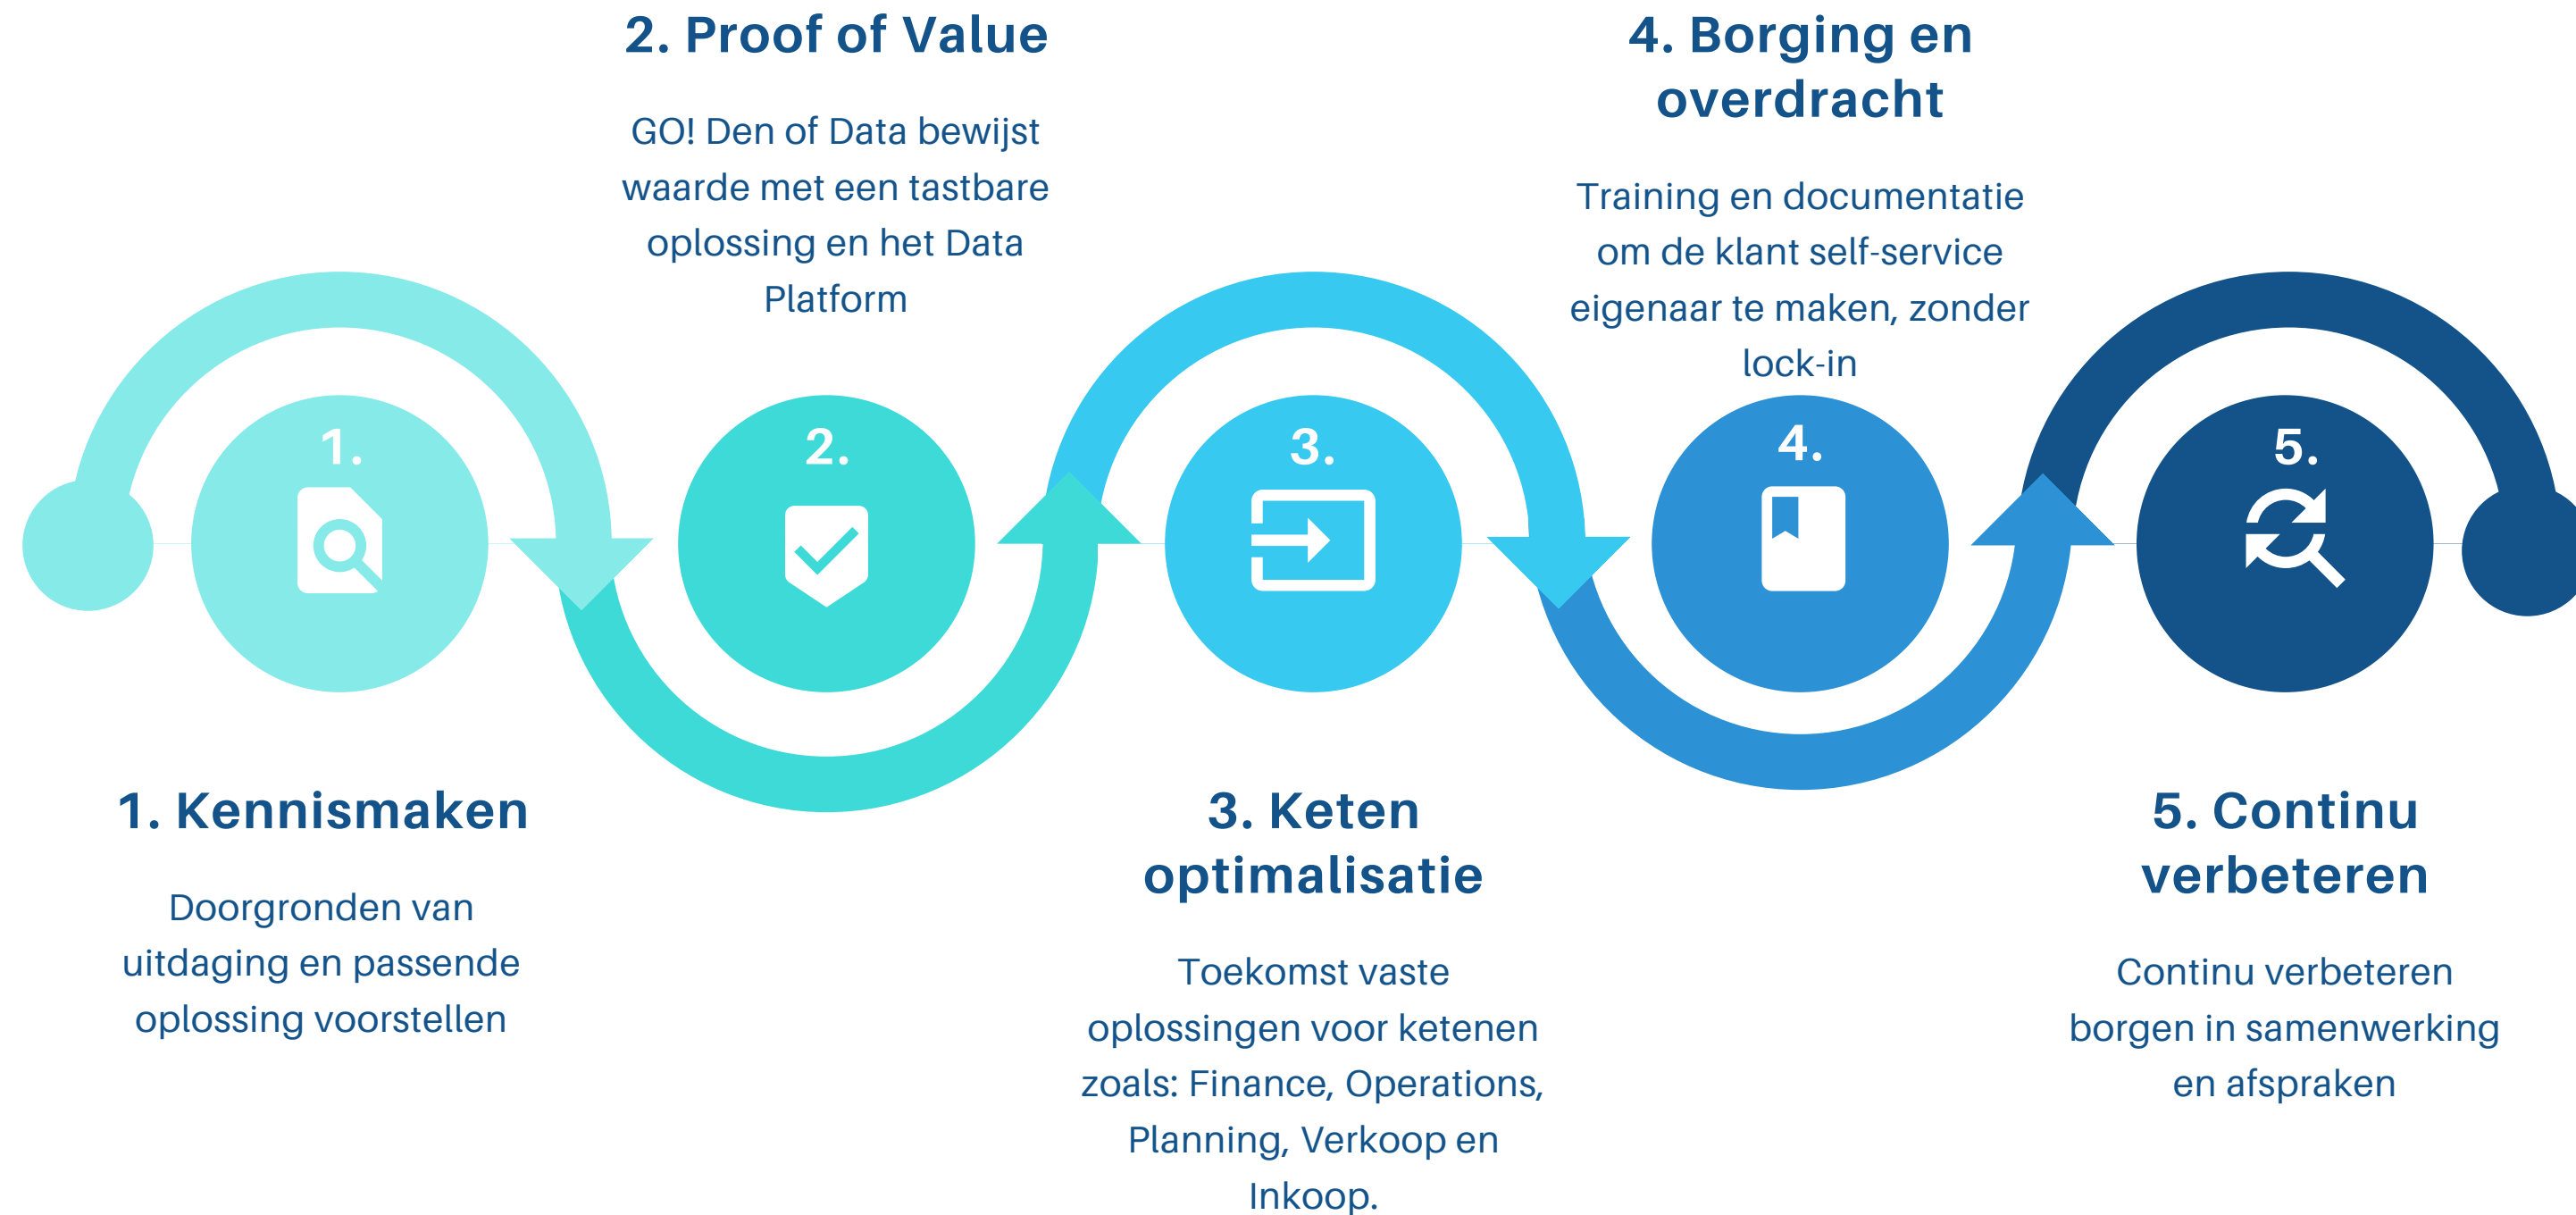 2. Proof of Value
GO! Den of Data bewijst
waarde met een tastbare
oplossing en het Data
Platform
4. Borging en
overdracht
Training en documentatie
om de klant self-service
eigenaar te maken, zonder
lock-in
1.
2.
3.
4.
5.
1. Kennismaken
Doorgronden van
uitdaging en passende
oplossing voorstellen
3. Keten
optimalisatie
Toekomst vaste
oplossingen voor ketenen
zoals: Finance, Operations,
Planning, Verkoop en
Inkoop.
5. Continu
verbeteren
Continu verbeteren
borgen in samenwerking
en afspraken